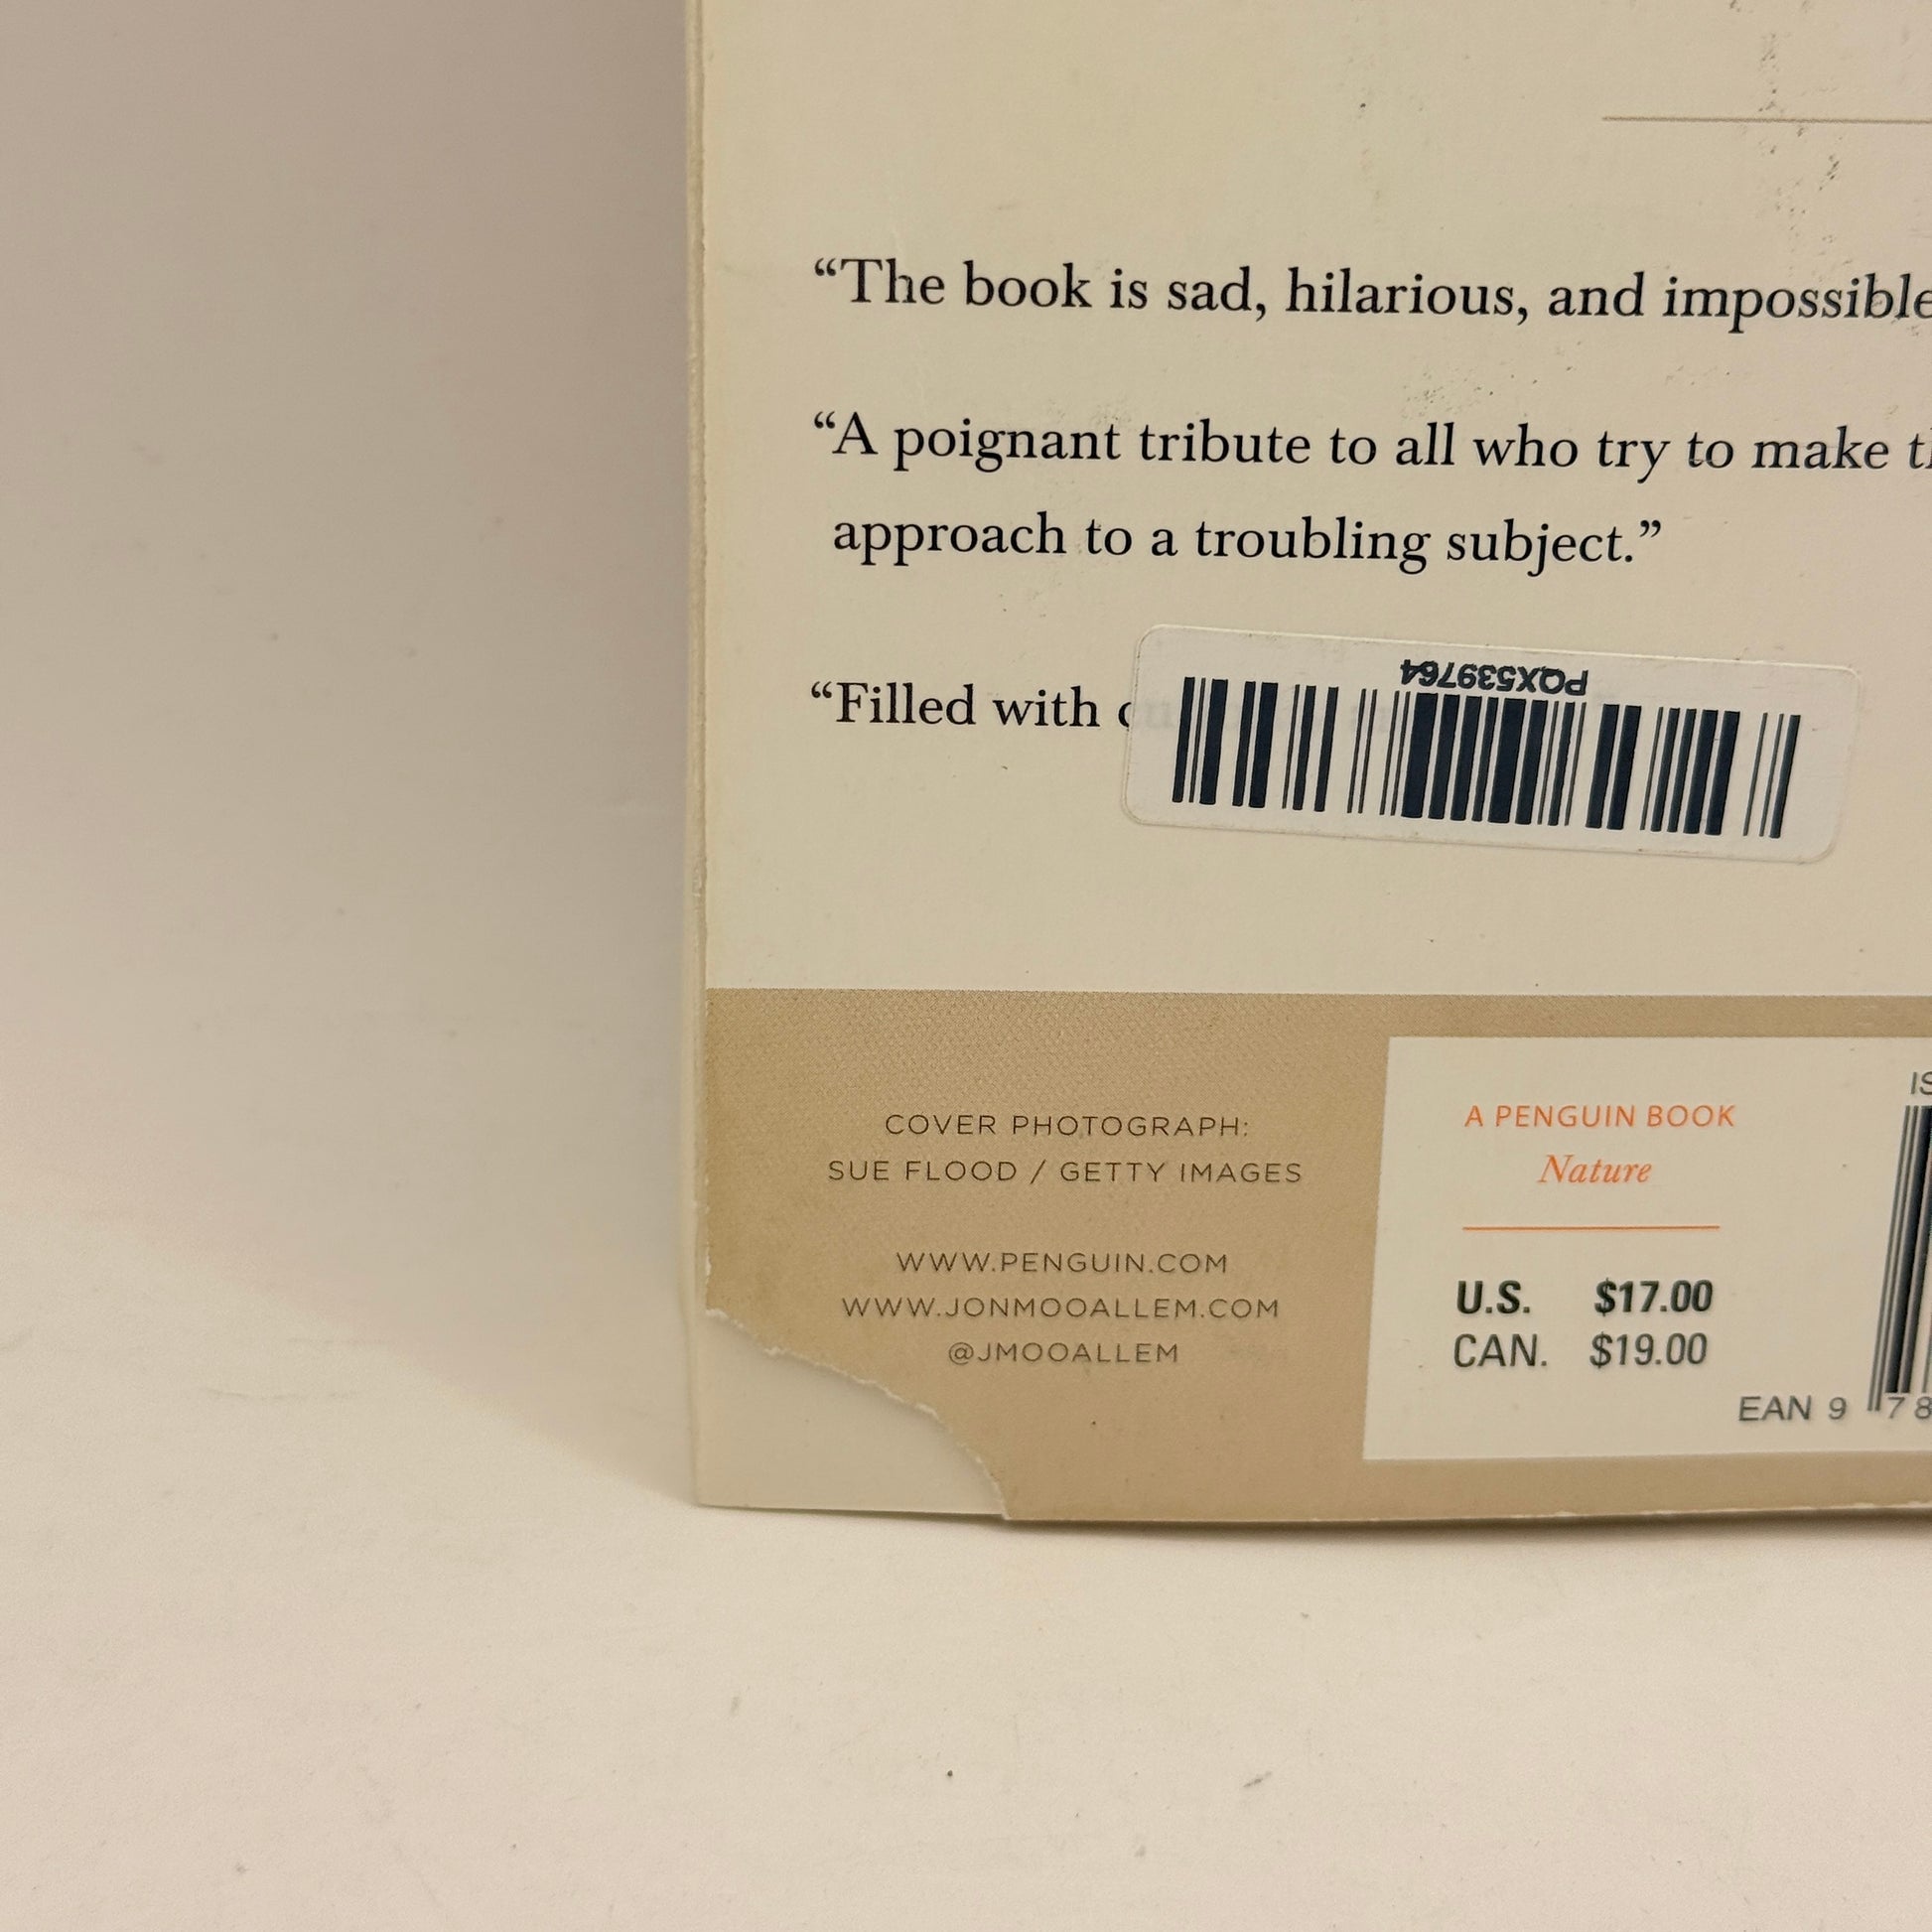 “The book is sad, hilarious, and impossible
“A poignant tribute to all who try to make
approach to a troubling subject.”
“Filled with
PQX539764
COVER PHOTOGRAPH:
SUE FLOOD / GETTY IMAGES
WWW.PENGUIN.COM
WWW.JONMOOALLEM.COM
@JMOOALLEM
A PENGUIN BOOK
Nature
U.S. $17.00
CAN. $19.00
EAN 9 78